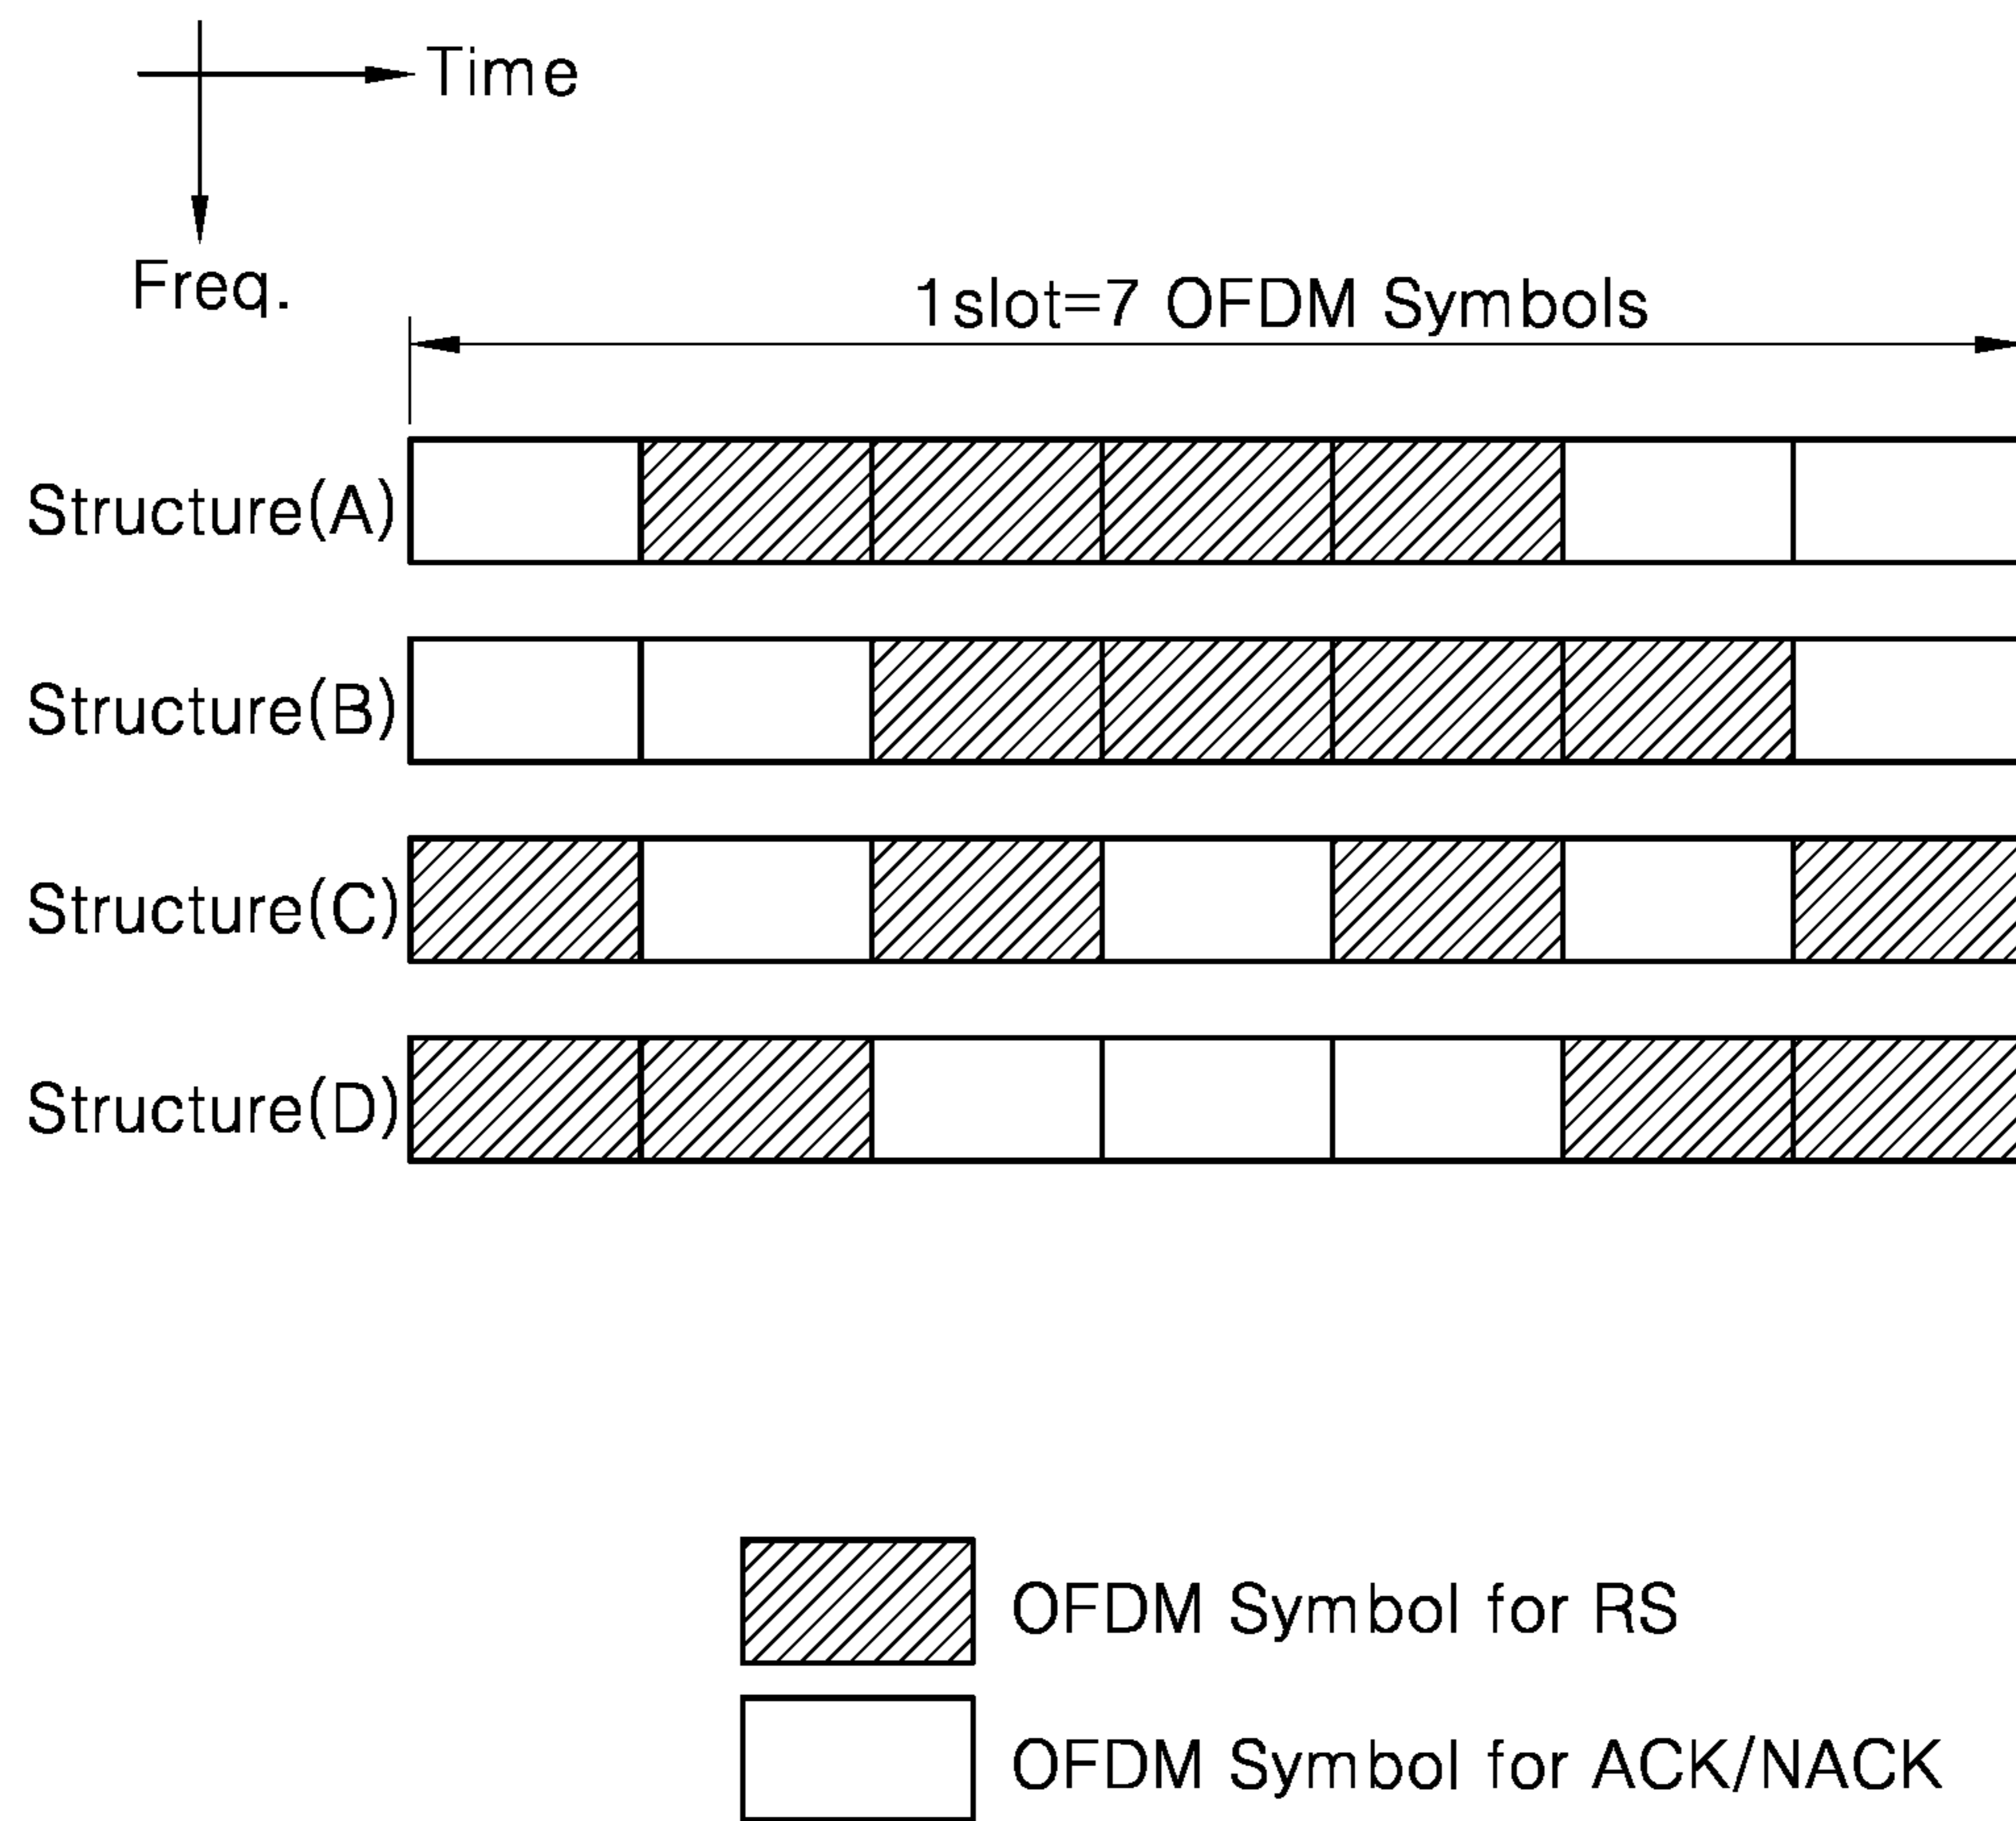 Time
Freq.
1slot=7 OFDM Symbols
Structure(A)
Structure(B)
Structure(C)
Structure(D)
OFDM Symbol for RS
OFDM Symbol for ACK/NACK